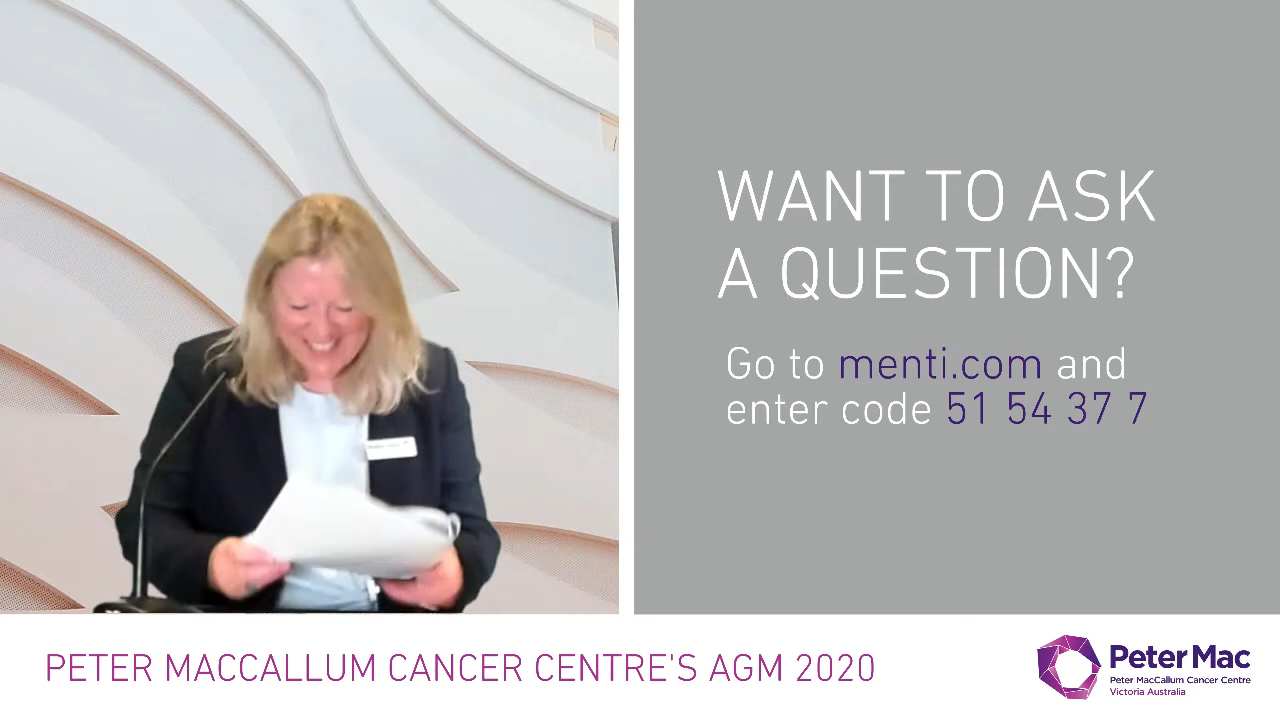 WANT TO ASK
A QUESTION?
Go to menti.com and
enter code 51 54 37 7
PETER MACCALLUM CANCER CENTRE'S AGM 2020
Peter Mac
Peter MacCallum Cancer Centre
Victoria Australia